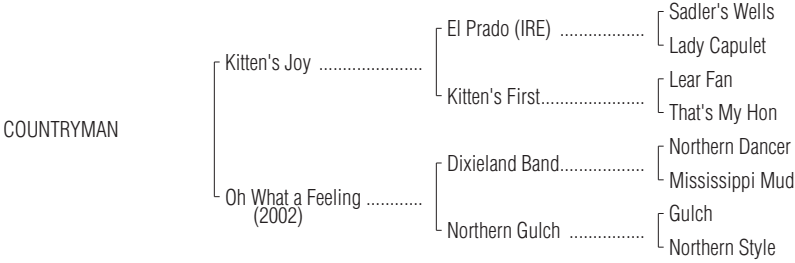 Sadler's Wells
El Prado (IRE) ..................
Lady Capulet
Kitten's Joy ......................
Lear Fan
Kitten's First......................
That's My Hon
COUNTRYMAN
Northern Dancer
Dixieland Band..................
Mississippi Mud
Oh What a Feeling ............
(2002)
Gulch
Northern Gulch ................
Northern Style